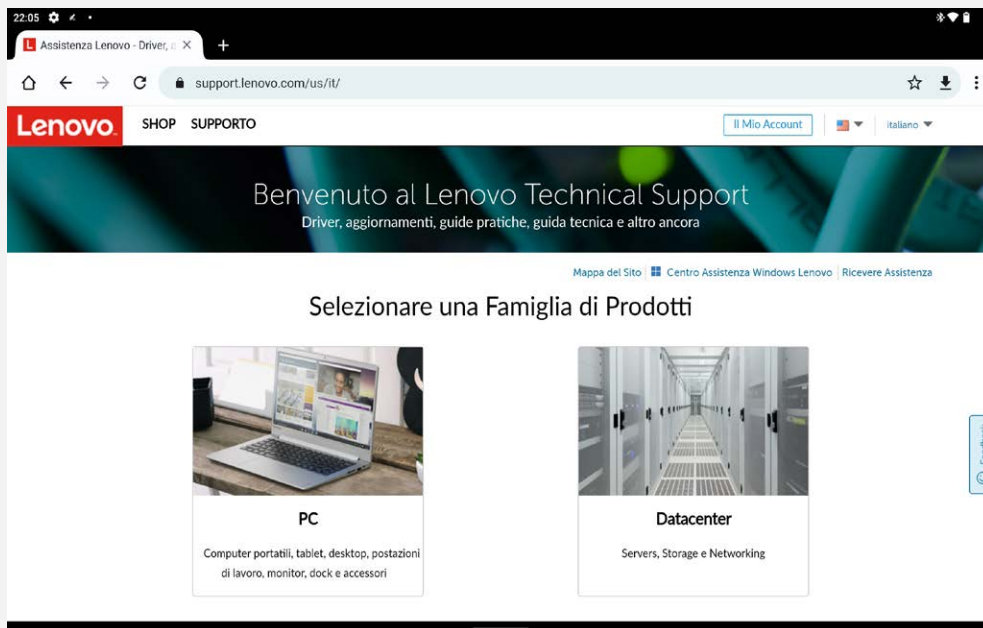 22:05
Assistenza Lenovo - Driver, a
support.lenovo.com/us/it/
Lenovo. SHOP SUPPORTO Il Mio Account italiano
Benvenuto al Lenovo Technical Support
Driver, aggiornamenti, guide pratiche, guida tecnica e altro ancora
Mappa del Sito Centro Assistenza Windows Lenovo Ricevere Assistenza
Selezionare una Famiglia di Prodotti
PC
Computer portatili, tablet, desktop, postazioni
di lavoro, monitor, dock e accessori
Datacenter
Servers, Storage e Networking